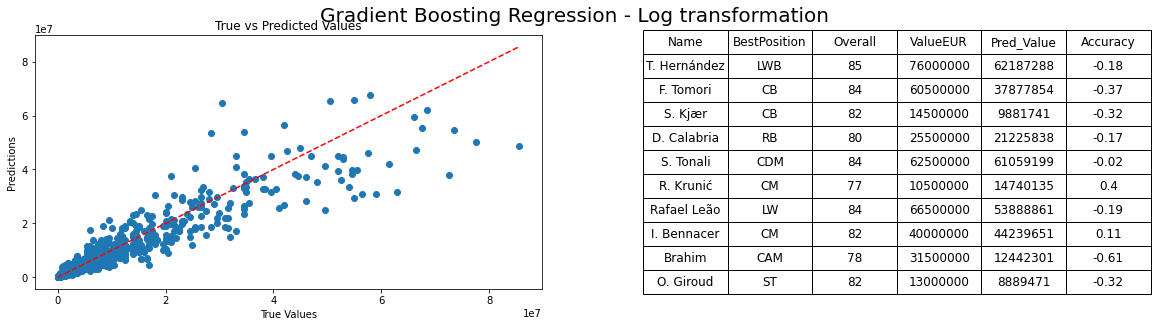 Gradient Boosting Regression - Log transformation
True vs Predicted Values
1e7
8
6
4
2
0
Predictions
0 2 4 6 8
True Values
1e7
Name BestPosition Overall ValueEUR Pred_Value Accuracy
T. Hernández LWB 85 76000000 62187288 -0.18
F. Tomori CB 84 60500000 37877854 -0.37
S. Kjær CB 82 14500000 9881741 -0.32
D. Calabria RB 80 25500000 21225838 -0.17
S. Tonali CDM 84 62500000 61059199 -0.02
R. Krunić CM 77 10500000 14740135 0.4
Rafael Leão LW 84 66500000 53888861 -0.19
I. Bennacer CM 82 40000000 44239651 0.11
Brahim CAM 78 31500000 12442301 -0.61
O. Giroud ST 82 13000000 8889471 -0.32